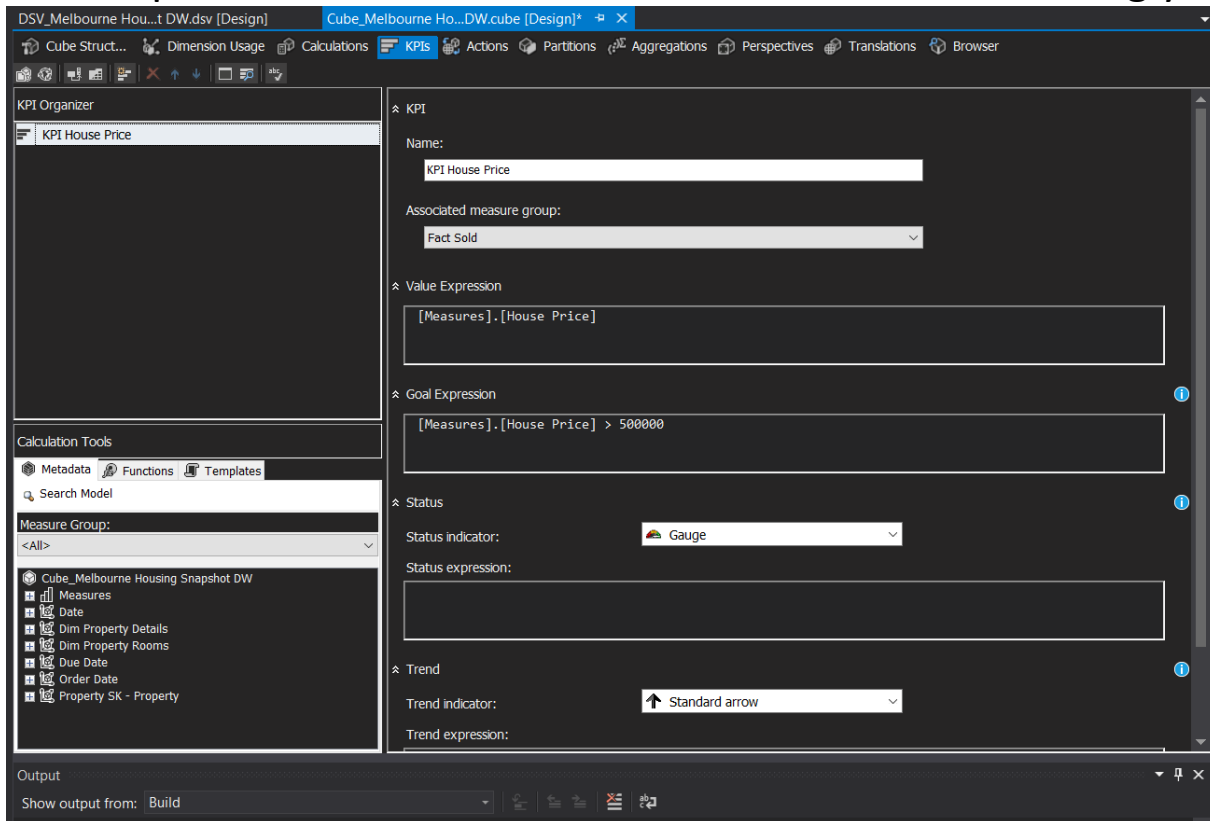 DSV_Melbourne Hou...t DW.dsv [Design] Cube_Melbourne Ho...DW.cube [Design]*
Cube Struct... Dimension Usage Calculations KPIs Actions Partitions Aggregations Perspectives Translations Browser
KPI Organizer
KPI House Price
Calculation Tools
Metadata Functions Templates
Search Model
Measure Group:
<All>
Cube_Melbourne Housing Snapshot DW
Measures
Date
Dim Property Details
Dim Property Rooms
Due Date
Order Date
Property SK - Property
KPI
Name:
KPI House Price
Associated measure group:
Fact Sold
Value Expression
[Measures].[House Price]
Goal Expression
[Measures].[House Price] > 500000
Status
Status indicator: Gauge
Status expression:
Trend
Trend indicator: Standard arrow
Trend expression:
Output
Show output from: Build